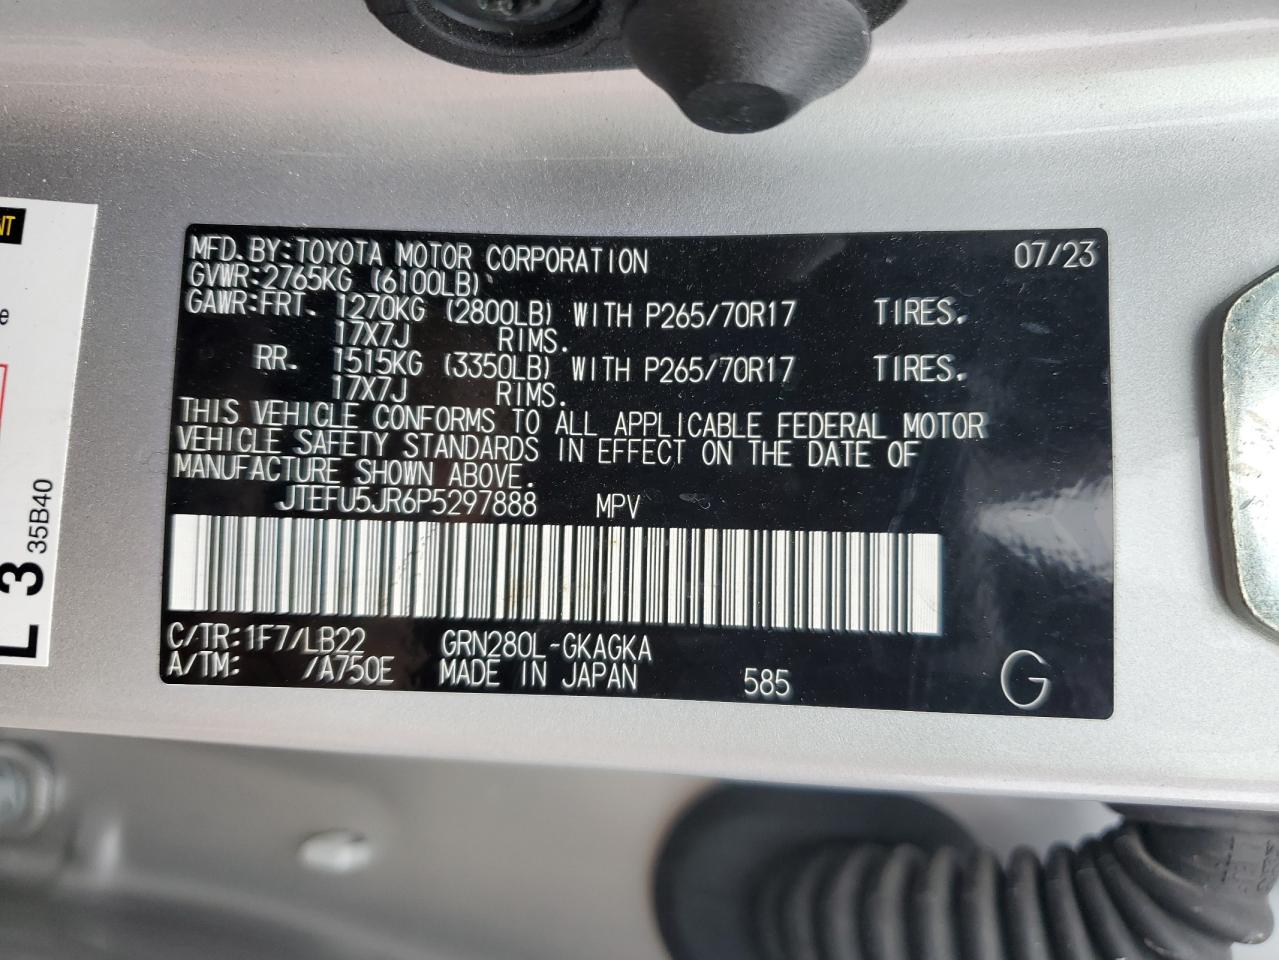 MFD.BY:TOYOTA MOTOR CORPORATION 07/23
GVWR:2765KG (6100LB)
GAWR:FRT. 1270KG (2800LB) WITH P265/70R17 TIRES.
17X7J RIMS.
RR. 1515KG (3350LB) WITH P265/70R17 TIRES.
17X7J RIMS.
THIS VEHICLE CONFORMS TO ALL APPLICABLE FEDERAL MOTOR
VEHICLE SAFETY STANDARDS IN EFFECT ON THE DATE OF
MANUFACTURE SHOWN ABOVE.
JTEFU5JR6P5297888 MPV
C/TR:1F7/LB22 GRN280L-GKAGKA
A/TM: /A750E MADE IN JAPAN 585 G
35B40
L 3